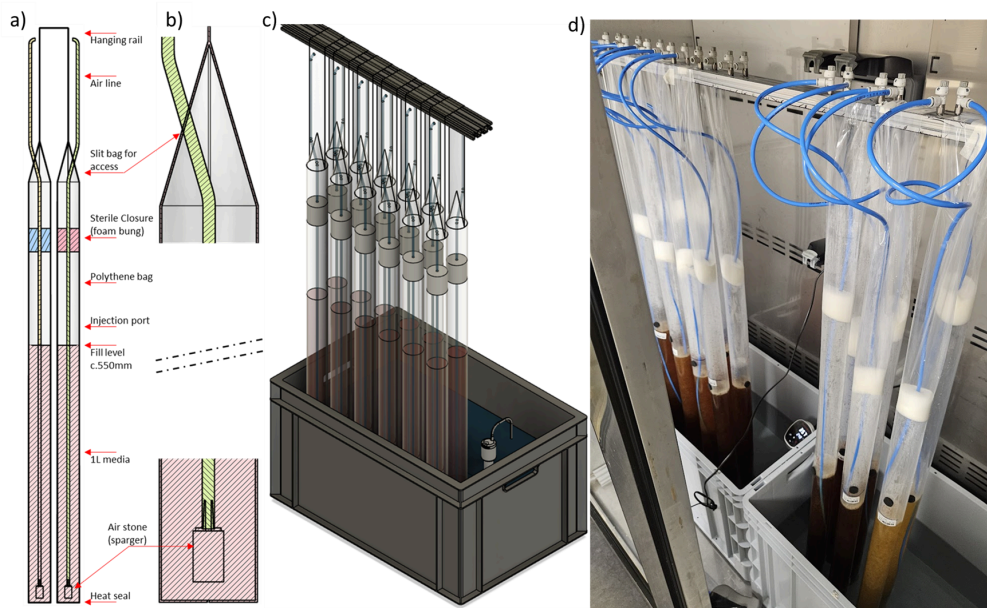 a)
b)
c)
d)
Hanging rail
Air line
Slit bag for
access
Sterile Closure
(foam bung)
Polythene bag
Injection port
Fill level
c.550mm
1L media
Air stone
(sparger)
Heat seal